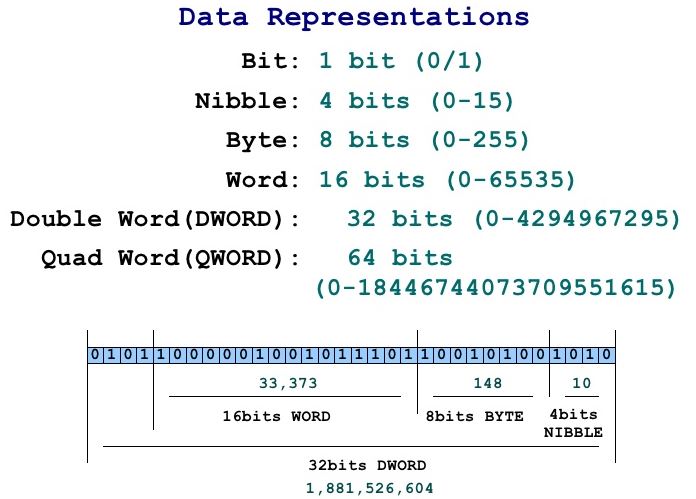 Data Representations
Bit: 1 bit (0/1)
Nibble: 4 bits (0-15)
Byte: 8 bits (0-255)
Word: 16 bits (0-65535)
Double Word(DWORD): 32 bits (0-4294967295)
Quad Word(QWORD): 64 bits
(0-18446744073709551615)
0 1 0 1 1 0 0 0 0 0 1 0 0 1 0 1 1 1 0 1 1 0 0 1 0 1 0 0 1 0 1 0
33,373 148 10
16bits WORD 8bits BYTE 4bits
NIBBLE
32bits DWORD
1,881,526,604